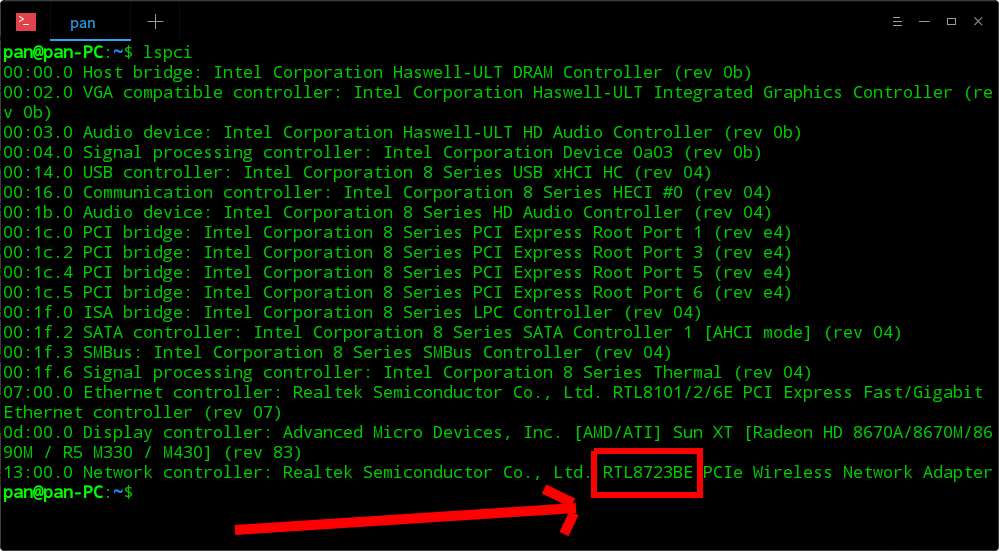 pan
pan@pan-PC:~$ lspci
00:00.0 Host bridge: Intel Corporation Haswell-ULT DRAM Controller (rev 0b)
00:02.0 VGA compatible controller: Intel Corporation Haswell-ULT Integrated Graphics Controller (re
v 0b)
00:03.0 Audio device: Intel Corporation Haswell-ULT HD Audio Controller (rev 0b)
00:04.0 Signal processing controller: Intel Corporation Device 0a03 (rev 0b)
00:14.0 USB controller: Intel Corporation 8 Series USB xHCI HC (rev 04)
00:16.0 Communication controller: Intel Corporation 8 Series HECI #0 (rev 04)
00:1b.0 Audio device: Intel Corporation 8 Series HD Audio Controller (rev 04)
00:1c.0 PCI bridge: Intel Corporation 8 Series PCI Express Root Port 1 (rev e4)
00:1c.2 PCI bridge: Intel Corporation 8 Series PCI Express Root Port 3 (rev e4)
00:1c.4 PCI bridge: Intel Corporation 8 Series PCI Express Root Port 5 (rev e4)
00:1c.5 PCI bridge: Intel Corporation 8 Series PCI Express Root Port 6 (rev e4)
00:1f.0 ISA bridge: Intel Corporation 8 Series LPC Controller (rev 04)
00:1f.2 SATA controller: Intel Corporation 8 Series SATA Controller 1 [AHCI mode] (rev 04)
00:1f.3 SMBus: Intel Corporation 8 Series SMBus Controller (rev 04)
00:1f.6 Signal processing controller: Intel Corporation 8 Series Thermal (rev 04)
07:00.0 Ethernet controller: Realtek Semiconductor Co., Ltd. RTL8101/2/6E PCI Express Fast/Gigabit
Ethernet controller (rev 07)
0d:00.0 Display controller: Advanced Micro Devices, Inc. [AMD/ATI] Sun XT [Radeon HD 8670A/8670M/86
90M / R5 M330 / M430] (rev 83)
13:00.0 Network controller: Realtek Semiconductor Co., Ltd. RTL8723BE PCIe Wireless Network Adapter
pan@pan-PC:~$